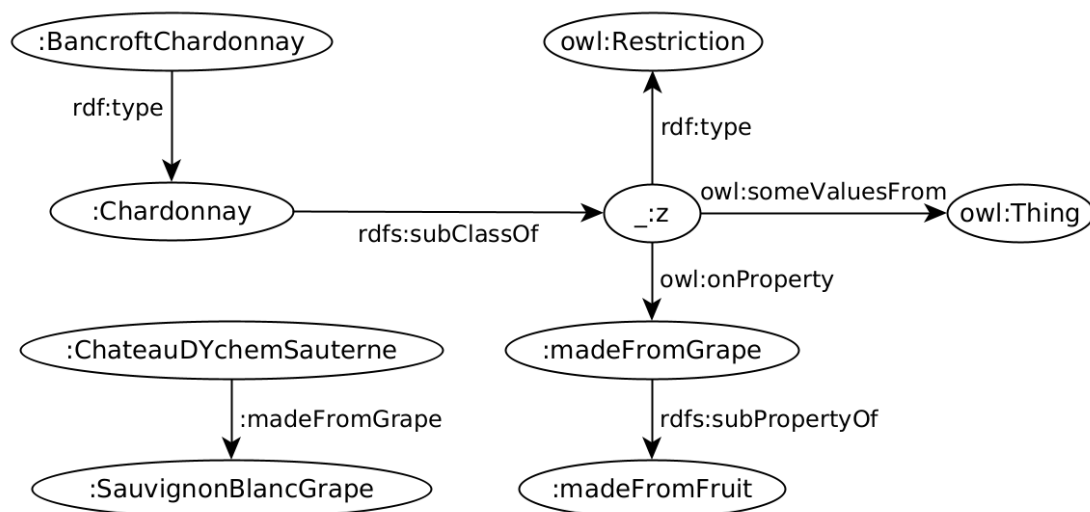 :BancroftChardonnay
owl:Restriction
rdf:type
rdf:type
:Chardonnay
rdfs:subClassOf
_:z
owl:someValuesFrom
owl:Thing
owl:onProperty
:ChateauDYchemSauterne
:madeFromGrape
:madeFromGrape
rdfs:subPropertyOf
:SauvignonBlancGrape
:madeFromFruit